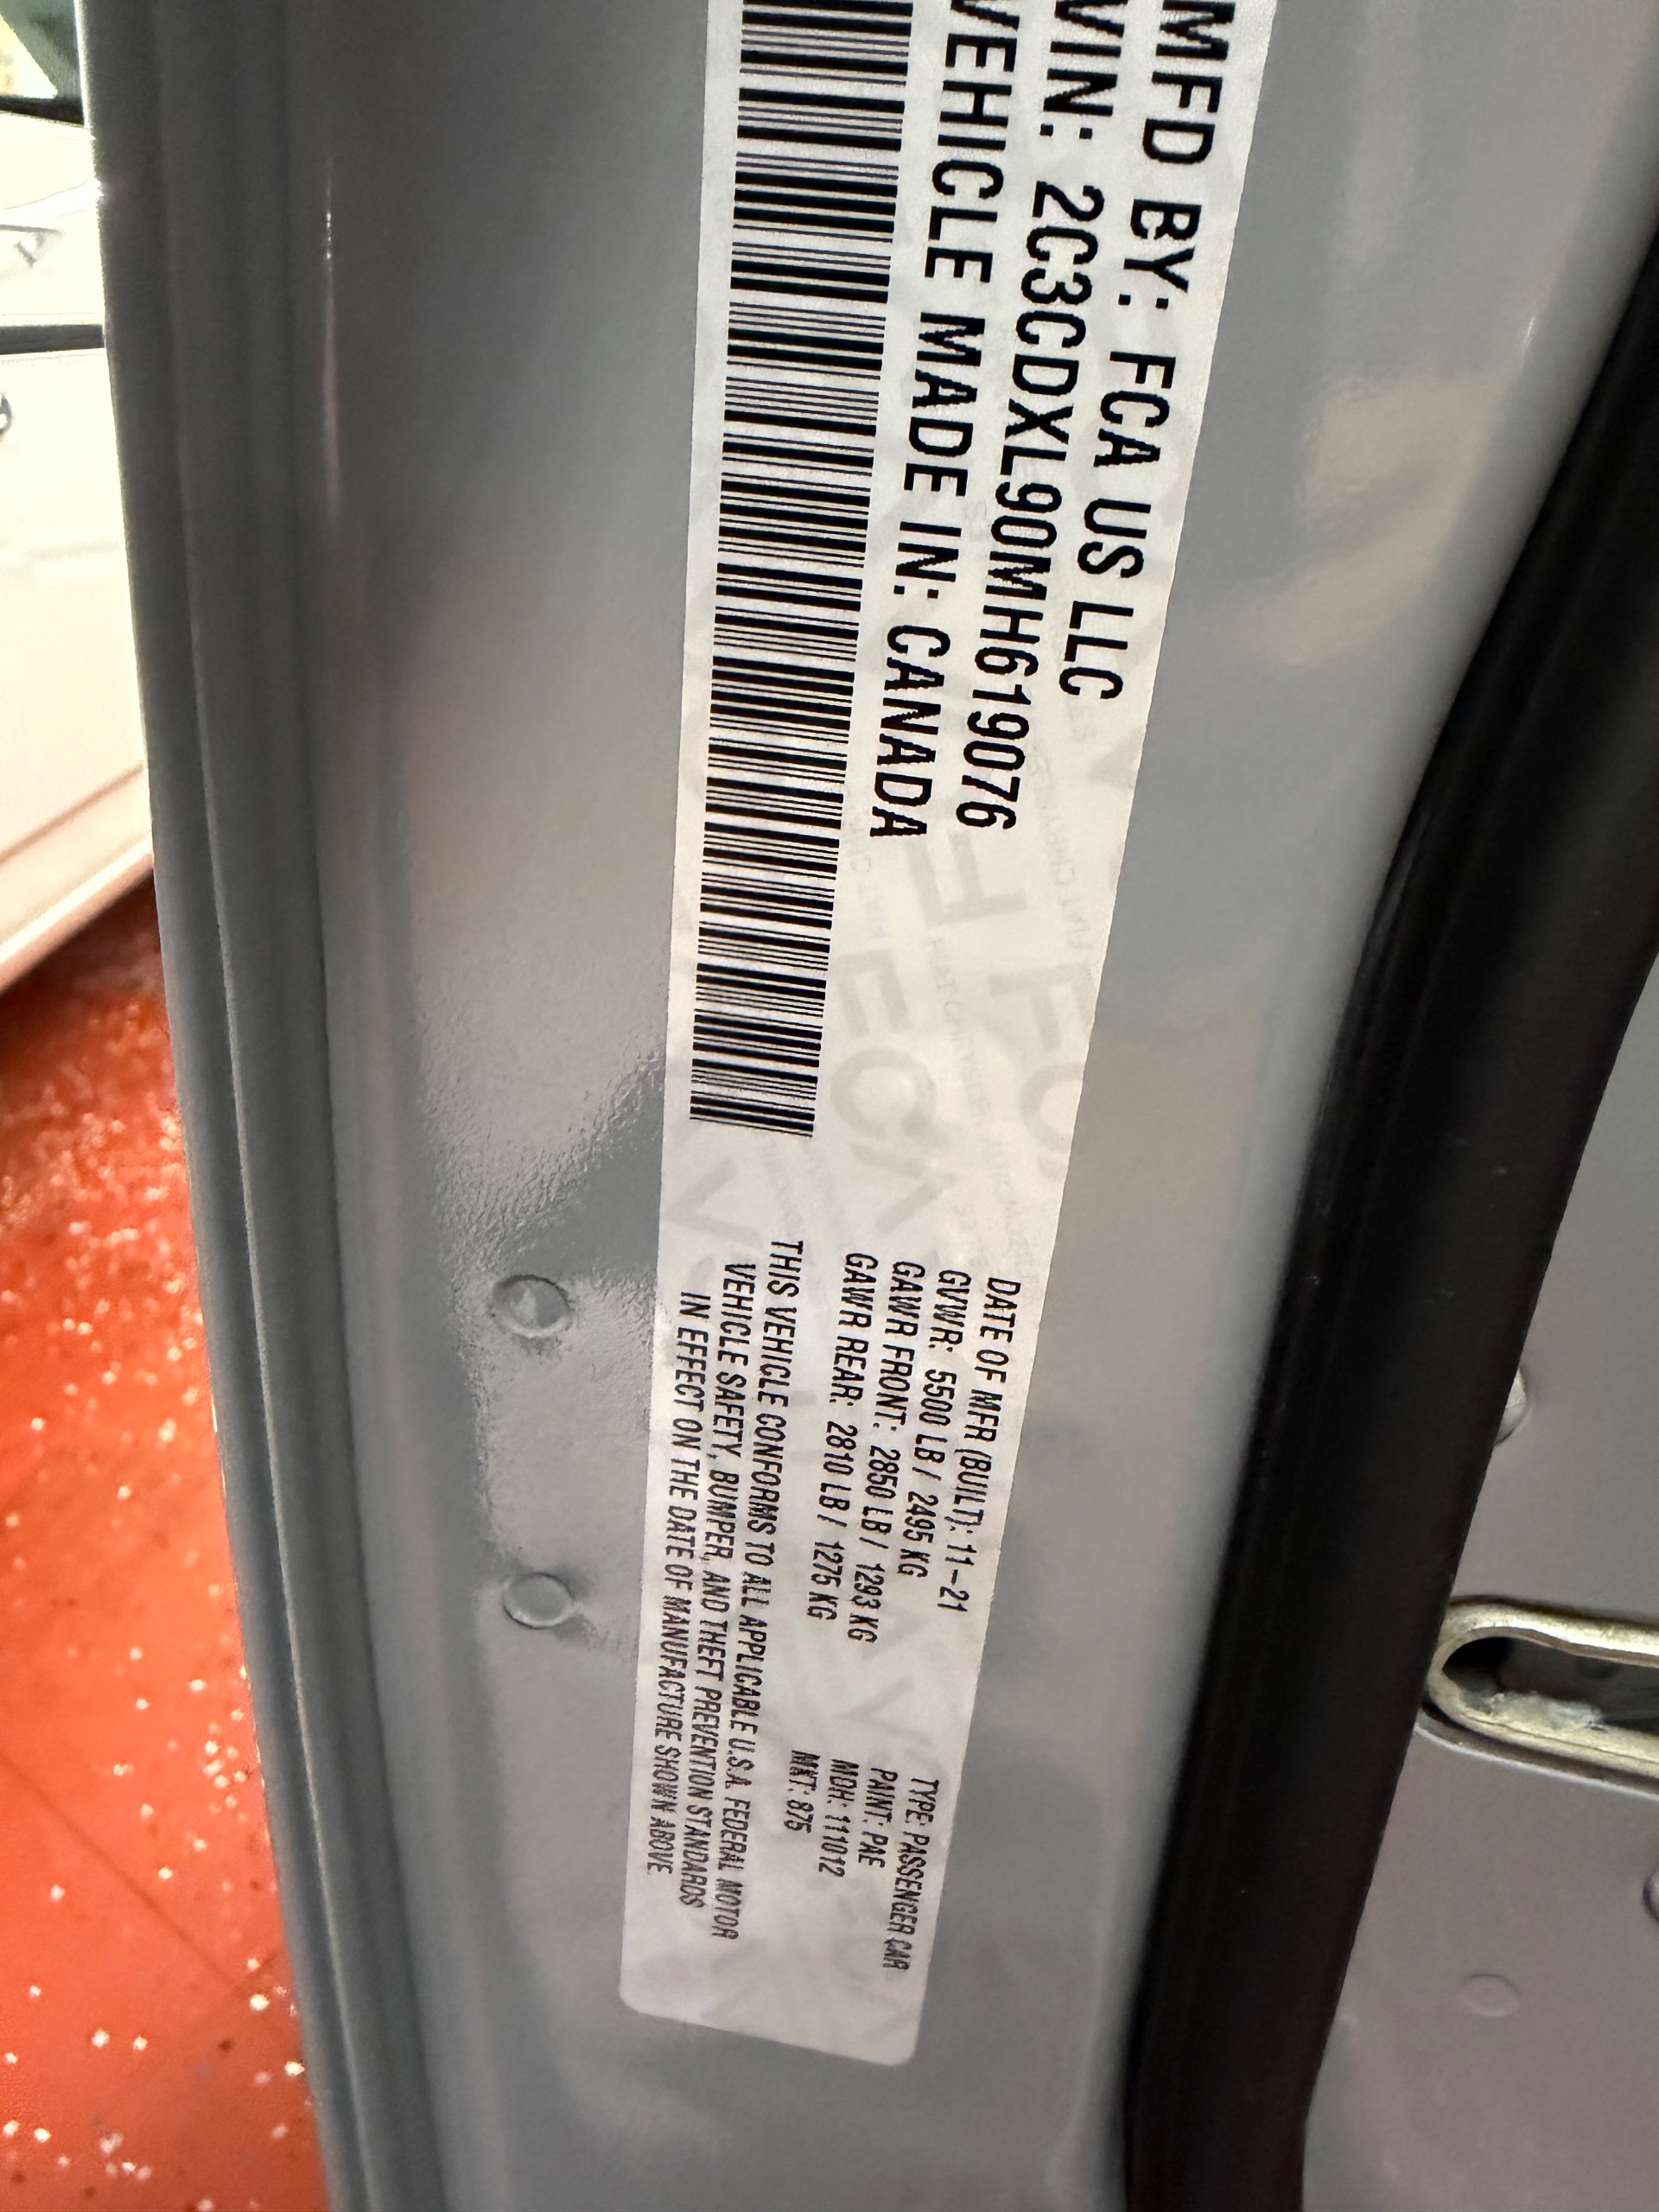 MFD BY: FCA US LLC
VIN: 2C3CDXL90MH619076
VEHICLE MADE IN: CANADA
DATE OF MFR (BUILT): 11-21
GVWR: 5500 LB / 2495 KG
GAWR FRONT: 2850 LB / 1293 KG
GAWR REAR: 2810 LB / 1275 KG
TYPE: PASSENGER CAR
PAINT: PAE
MDH: 111012
MKT: 875
THIS VEHICLE CONFORMS TO ALL APPLICABLE U.S.A. FEDERAL MOTOR
VEHICLE SAFETY, BUMPER, AND THEFT PREVENTION STANDARDS
IN EFFECT ON THE DATE OF MANUFACTURE SHOWN ABOVE.
FCA